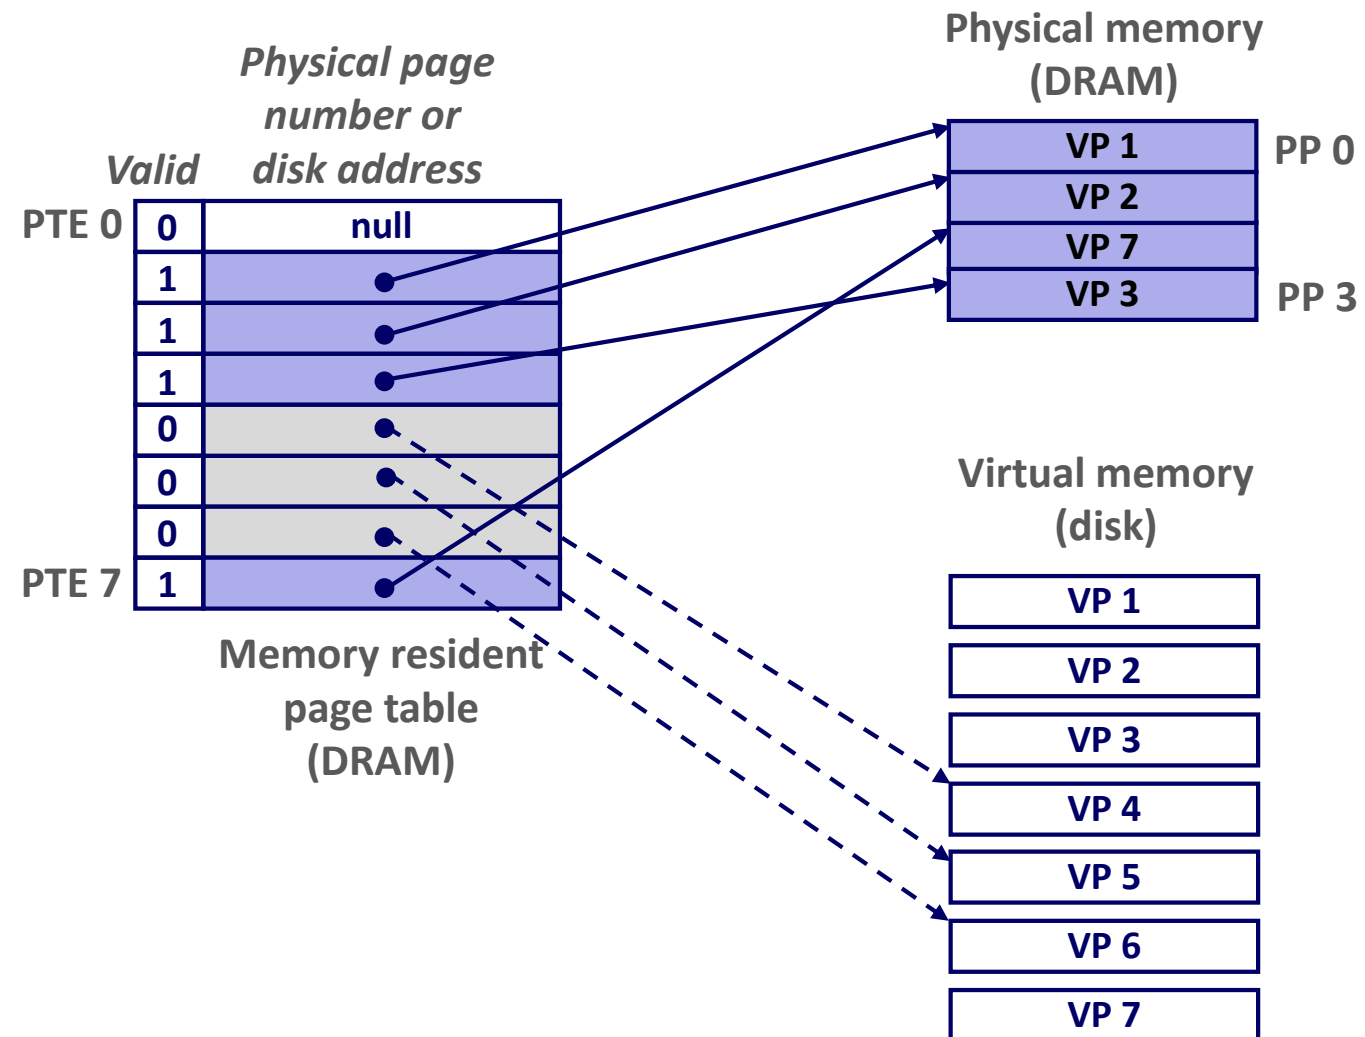 Physical page
number or
disk address
Valid
PTE 0
0
null
1
1
1
0
0
0
PTE 7
1
Memory resident
page table
(DRAM)
Physical memory
(DRAM)
VP 1
PP 0
VP 2
VP 7
VP 3
PP 3
Virtual memory
(disk)
VP 1
VP 2
VP 3
VP 4
VP 5
VP 6
VP 7